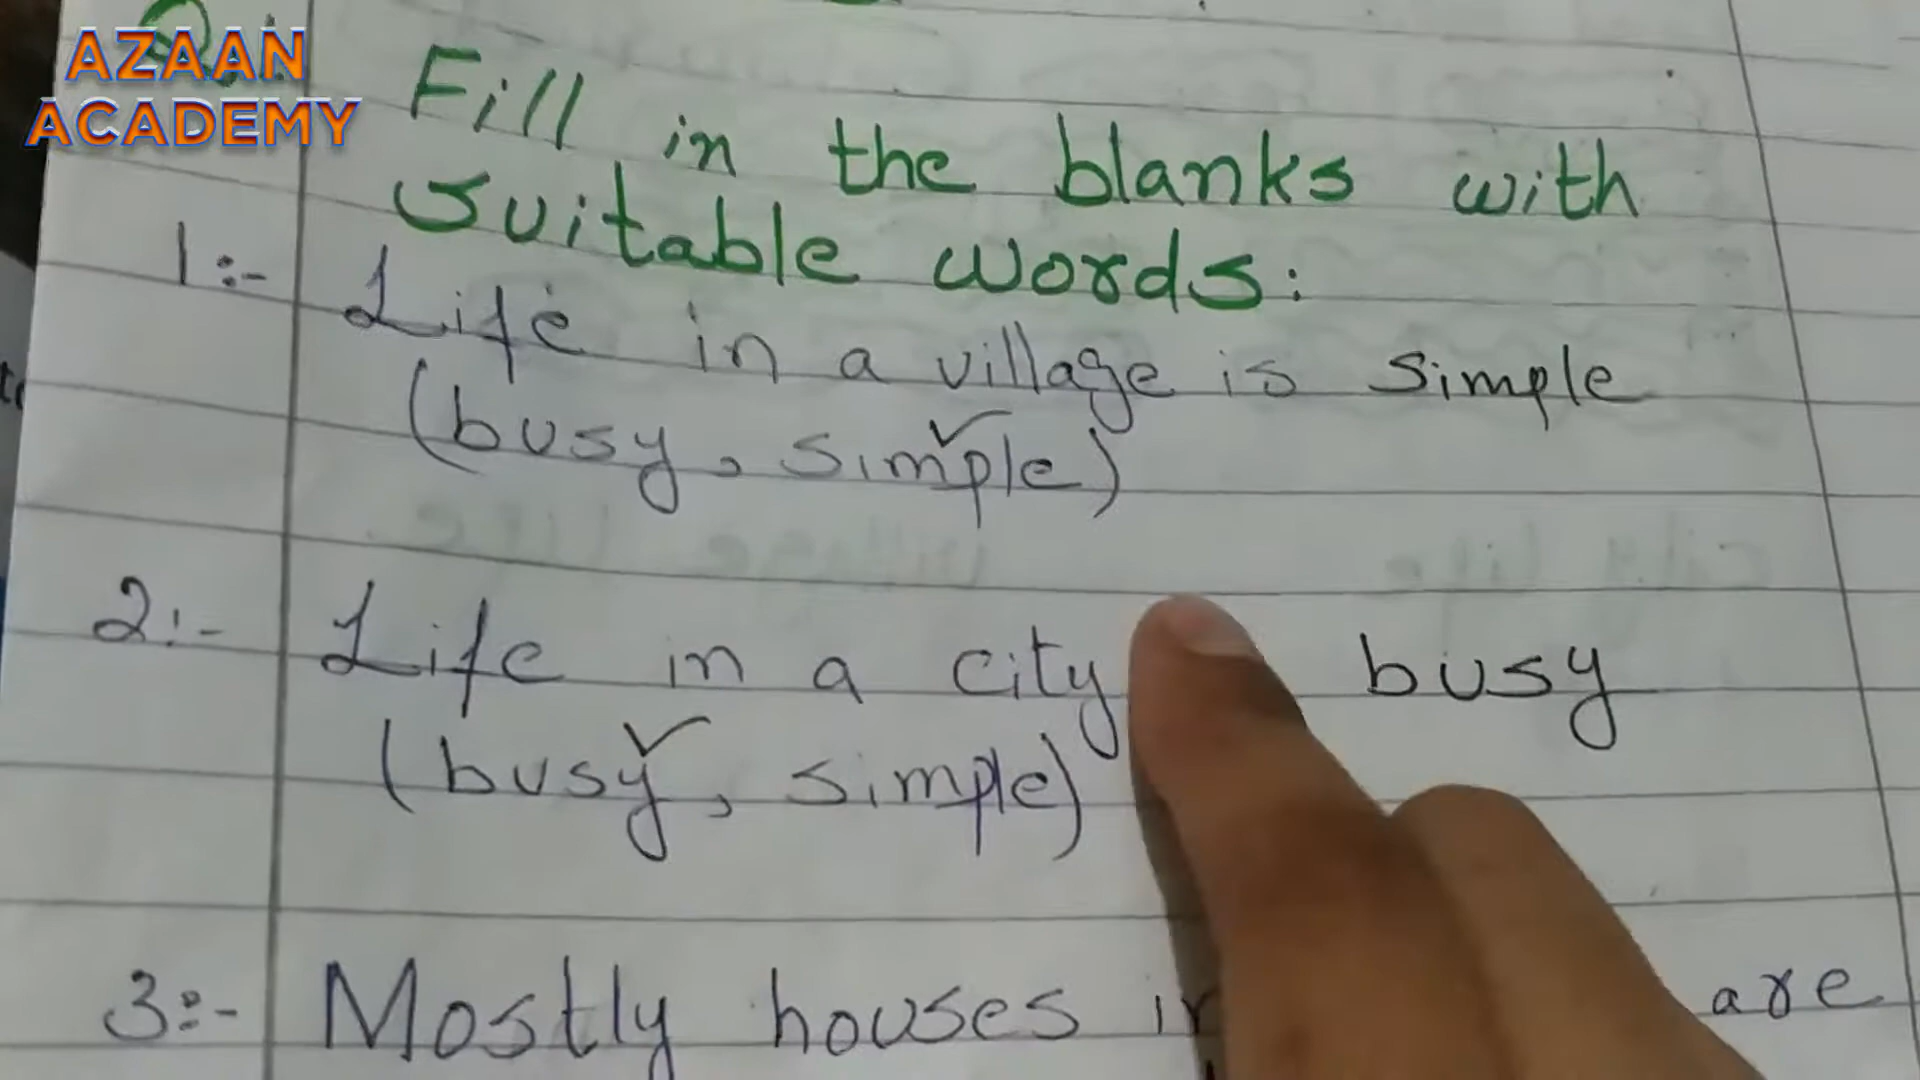 AZAAN
ACADEMY
Fill in the blanks with
suitable words:
1:- Life in a village is simple
(busy, simple)
2:- Life in a city busy
(busy, simple)
3:- Mostly houses are